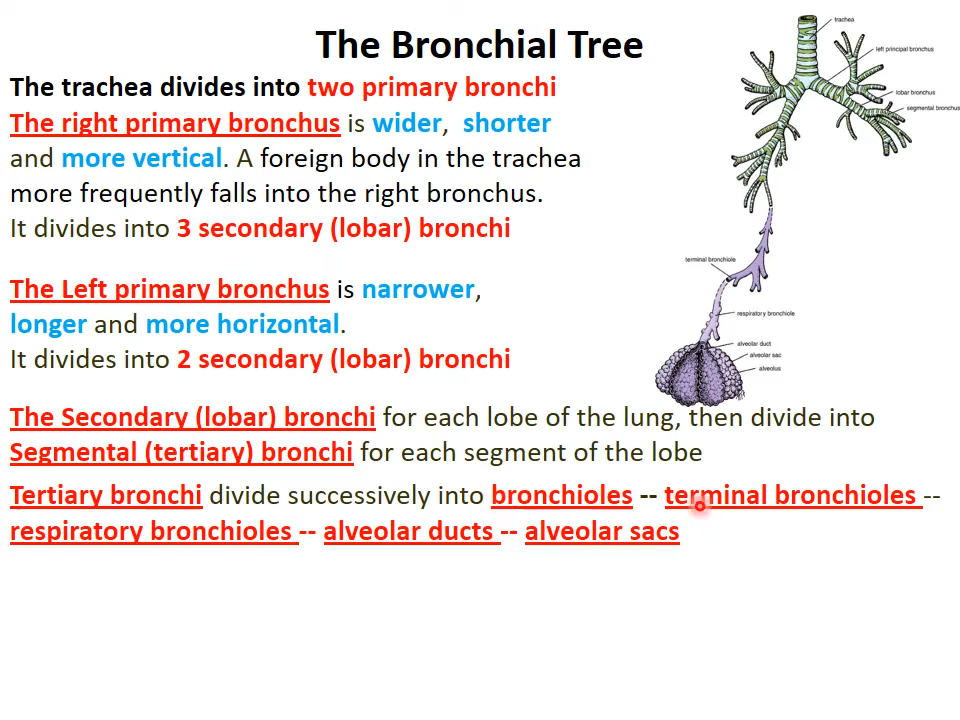 The Bronchial Tree
The trachea divides into two primary bronchi
The right primary bronchus is wider, shorter
and more vertical. A foreign body in the trachea
more frequently falls into the right bronchus.
It divides into 3 secondary (lobar) bronchi
The Left primary bronchus is narrower,
longer and more horizontal.
It divides into 2 secondary (lobar) bronchi
The Secondary (lobar) bronchi for each lobe of the lung, then divide into
Segmental (tertiary) bronchi for each segment of the lobe
Tertiary bronchi divide successively into bronchioles -- terminal bronchioles --
respiratory bronchioles -- alveolar ducts -- alveolar sacs
trachea
left principal bronchus
lobar bronchus
segmental bronchus
terminal bronchiole
respiratory bronchiole
alveolar duct
alveolar sac
alveolus